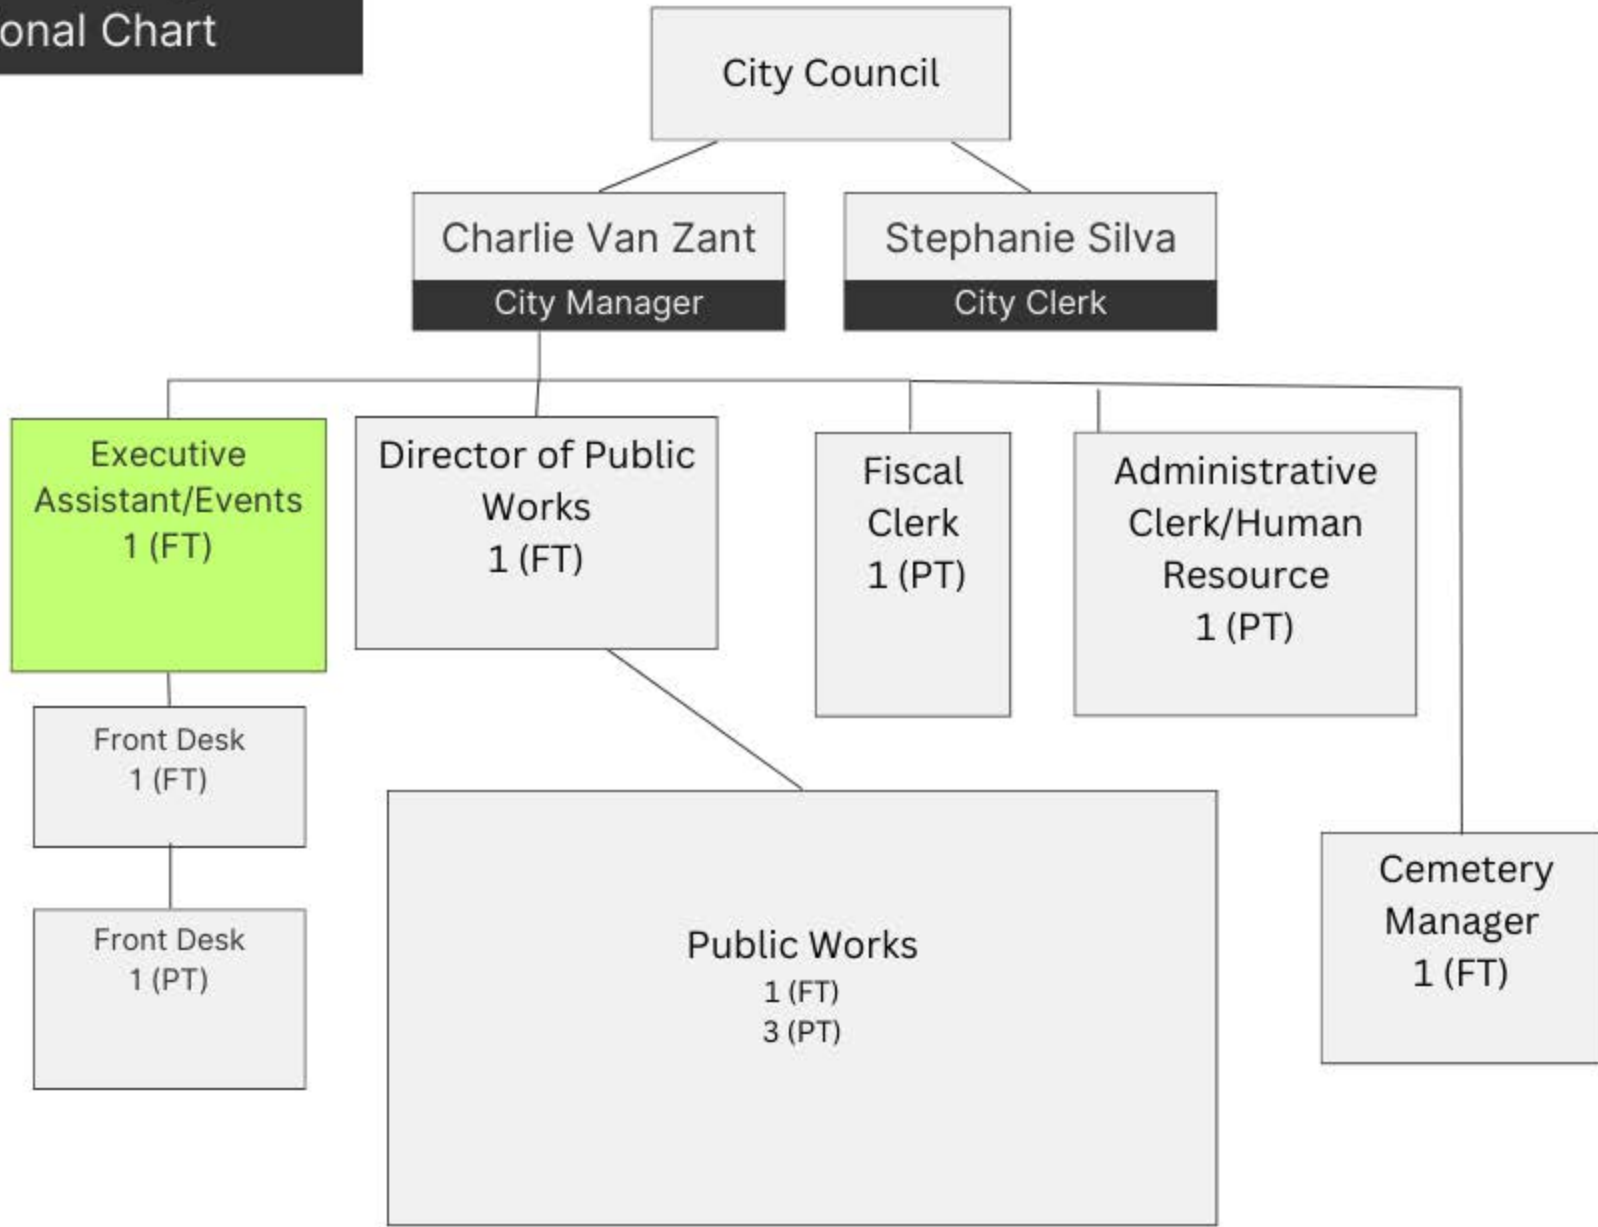 onal Chart
City Council
Charlie Van Zant
City Manager
Stephanie Silva
City Clerk
Executive
Assistant/Events
1 (FT)
Director of Public
Works
1 (FT)
Fiscal
Clerk
1 (PT)
Administrative
Clerk/Human
Resource
1 (PT)
Front Desk
1 (FT)
Front Desk
1 (PT)
Public Works
1 (FT)
3 (PT)
Cemetery
Manager
1 (FT)